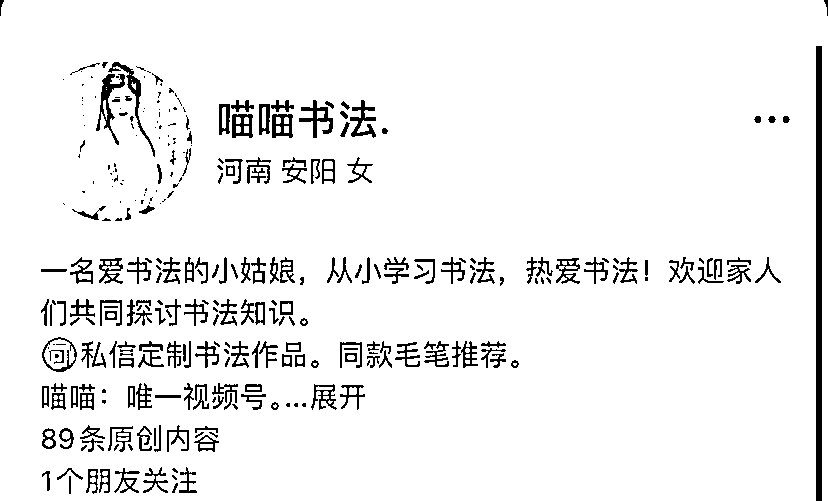 喵喵书法.
河南 安阳 女
一名爱书法的小姑娘，从小学习书法，热爱书法！欢迎家人
们共同探讨书法知识。
私信定制书法作品。同款毛笔推荐。
喵喵：唯一视频号。...展开
89条原创内容
1个朋友关注